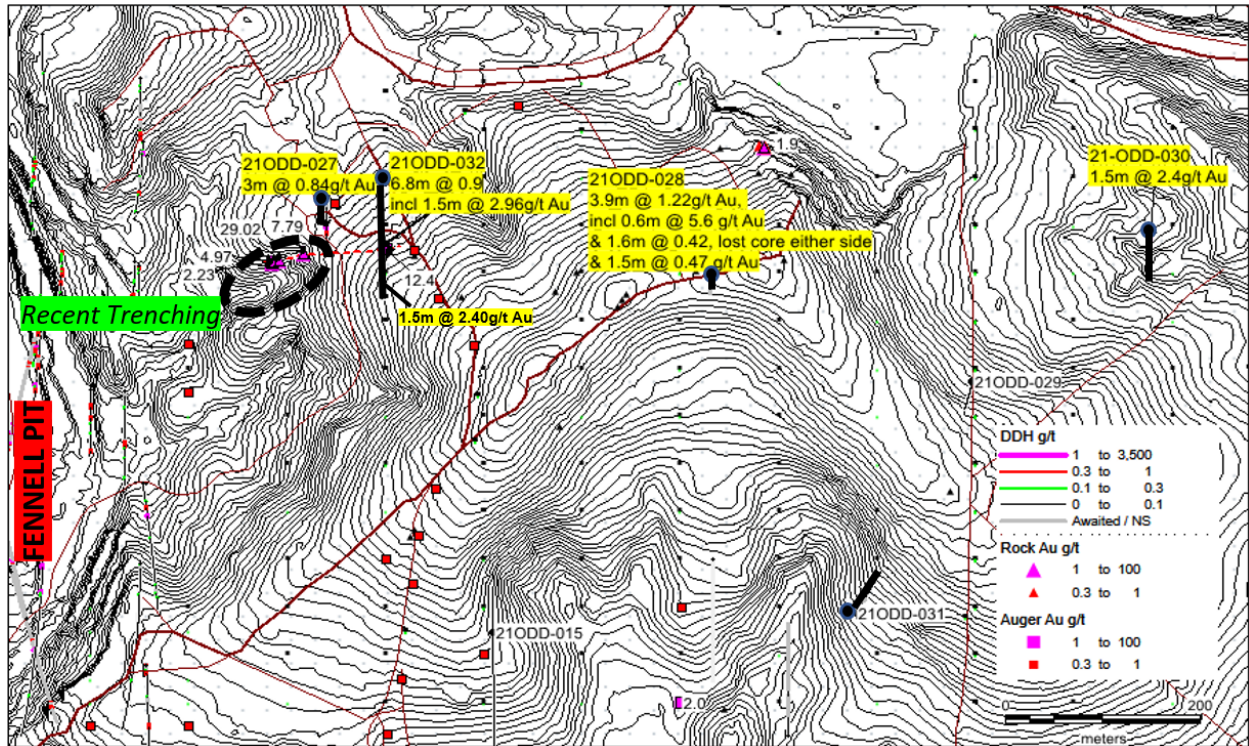 1.9
21ODD-027
3m @ 0.84g/t Au
21ODD-032
6.8m @ 0.9
incl 1.5m @ 2.96g/t Au
21ODD-028
3.9m @ 1.22g/t Au,
incl 0.6m @ 5.6 g/t Au
& 1.6m @ 0.42, lost core either side
& 1.5m @ 0.47 g/t Au
21-ODD-030
1.5m @ 2.4g/t Au
29.02
7.79
4.97
2.23
12.4
Recent Trenching
1.5m @ 2.40g/t Au
FENNELL PIT
21ODD-029
21ODD-031
21ODD-015
2.0
DDH g/t
1 to 3,500
0.3 to 1
0.1 to 0.3
0 to 0.1
Awaited / NS
Rock Au g/t
1 to 100
0.3 to 1
Auger Au g/t
1 to 100
0.3 to 1
0 200
meters